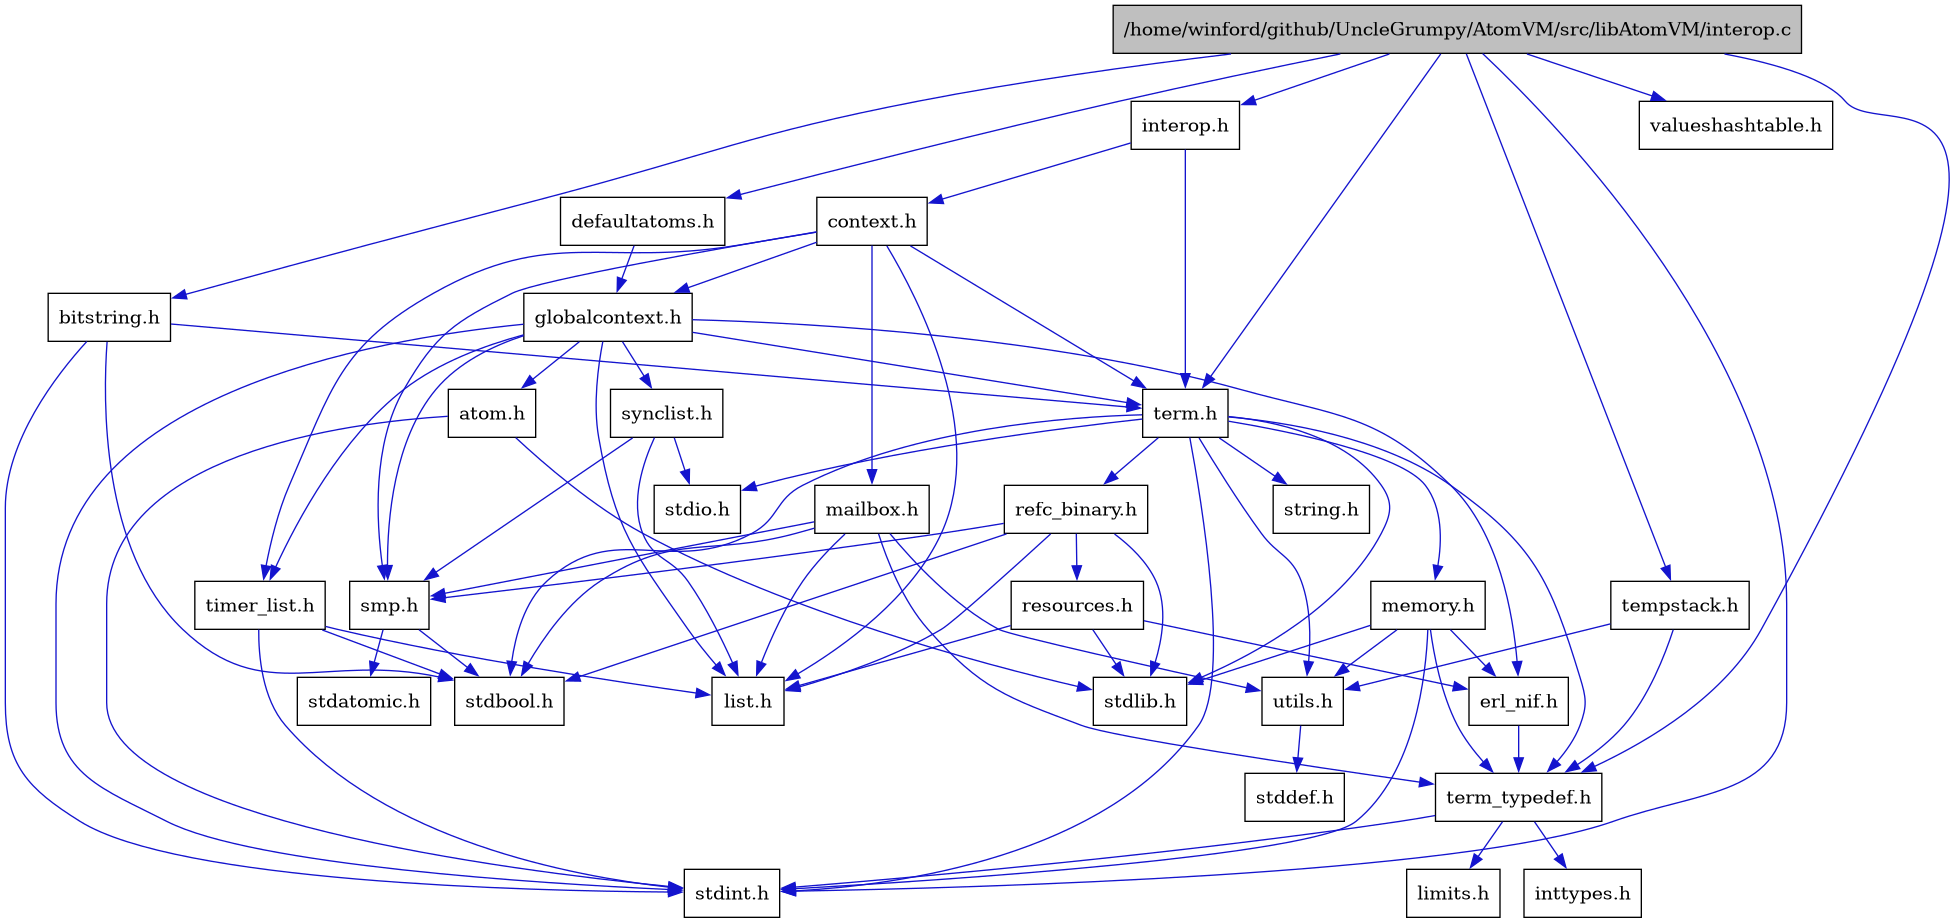 /home/winford/github/UncleGrumpy/AtomVM/src/libAtomVM/interop.c
interop.h
valueshashtable.h
defaultatoms.h
context.h
bitstring.h
globalcontext.h
atom.h
synclist.h
term.h
stdio.h
mailbox.h
refc_binary.h
string.h
timer_list.h
smp.h
resources.h
memory.h
tempstack.h
stdatomic.h
stdbool.h
list.h
stdlib.h
utils.h
erl_nif.h
stddef.h
term_typedef.h
stdint.h
limits.h
inttypes.h